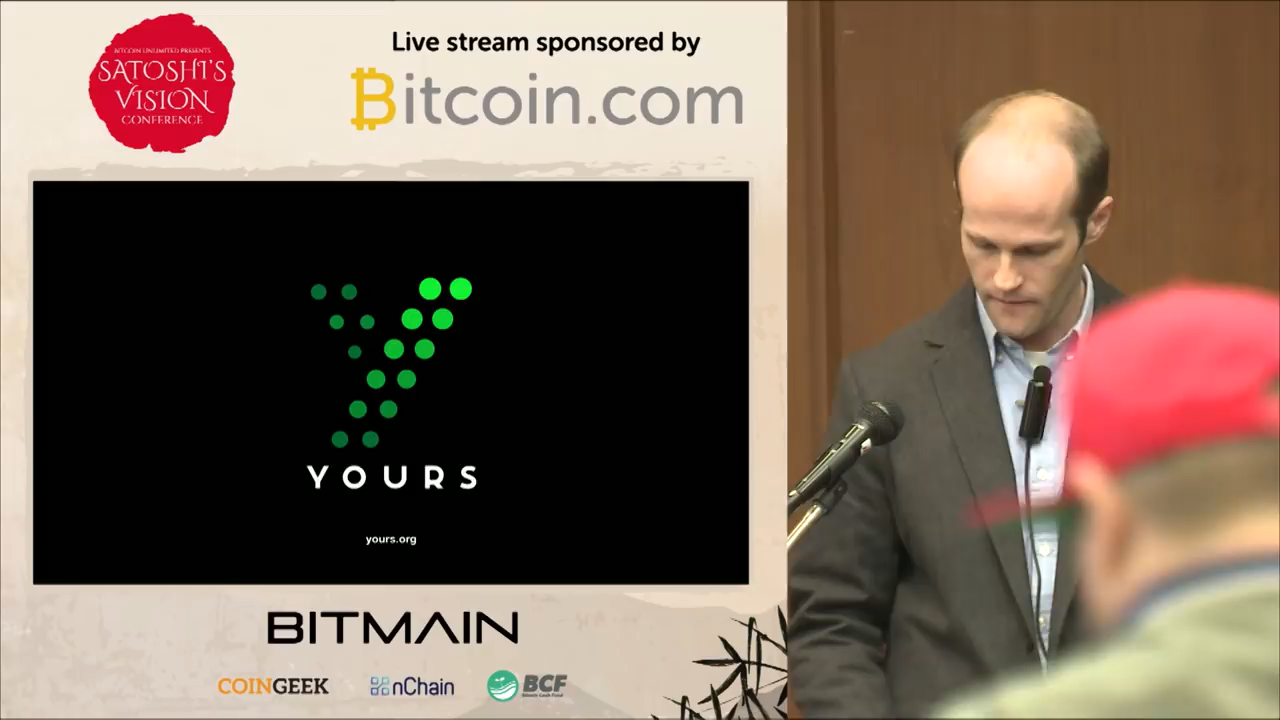 BITCOIN UNLIMITED PRESENTS
SATOSHI'S
VISION
CONFERENCE
Live stream sponsored by
Bitcoin.com
YOURS
yours.org
BITMAIN
COINGEEK
nChain
BCF